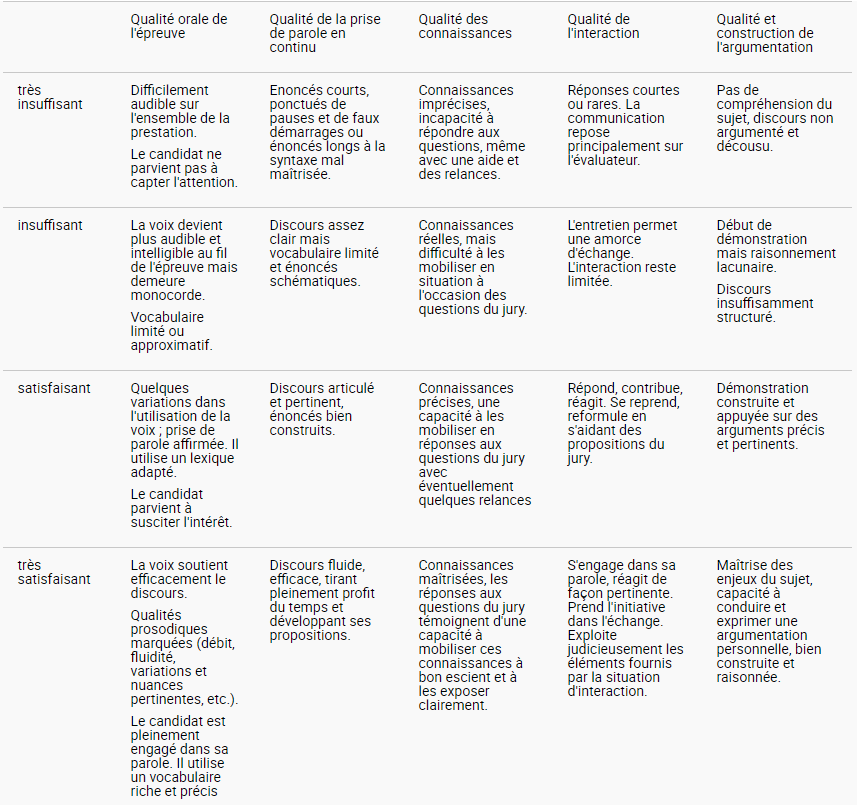 Qualité orale de
l'épreuve
Qualité de la prise
de parole en
continu
Qualité des
connaissances
Qualité de
l'interaction
Qualité et
construction de
l'argumentation
très
insuffisant
Difficilement
audible sur
l'ensemble de la
prestation.
Le candidat ne
parvient pas à
capter l'attention.
Enoncés courts,
ponctués de
pauses et de faux
démarrages ou
énoncés longs à la
syntaxe mal
maîtrisée.
Connaissances
imprécises,
incapacité à
répondre aux
questions, même
avec une aide et
des relances.
Réponses courtes
ou rares. La
communication
repose
principalement sur
l'évaluateur.
Pas de
compréhension du
sujet, discours non
argumenté et
décousu.
insuffisant
La voix devient
plus audible et
intelligible au fil
de l'épreuve mais
demeure
monocorde.
Vocabulaire
limité ou
approximatif.
Discours assez
clair mais
vocabulaire limité
et énoncés
schématiques.
Connaissances
réelles, mais
difficulté à les
mobiliser en
situation à
l'occasion des
questions du jury.
L'entretien permet
une amorce
d'échange.
L'interaction reste
limitée.
Début de
démonstration
mais raisonnement
lacunaire.
Discours
insuffisamment
structuré.
satisfaisant
Quelques
variations dans
l'utilisation de la
voix ; prise de
parole affirmée. Il
utilise un lexique
adapté.
Le candidat
parvient à
susciter l'intérêt.
Discours articulé
et pertinent,
énoncés bien
construits.
Connaissances
précises, une
capacité à les
mobiliser en
réponses aux
questions du jury
avec
éventuellement
quelques relances
Répond, contribue,
réagit. Se reprend,
reformule en
s'aidant des
propositions du
jury.
Démonstration
construite et
appuyée sur des
arguments précis
et pertinents.
très
satisfaisant
La voix soutient
efficacement le
discours.
Qualités
prosodiques
marquées (débit,
fluidité,
variations et
nuances
pertinentes, etc.).
Le candidat est
pleinement
engagé dans sa
parole. Il utilise
un vocabulaire
riche et précis
Discours fluide,
efficace, tirant
pleinement profit
du temps et
développant ses
propositions.
Connaissances
maîtrisées, les
réponses aux
questions du jury
témoignent d'une
capacité à
mobiliser ces
connaissances à
bon escient et à
les exposer
clairement.
S'engage dans sa
parole, réagit de
façon pertinente.
Prend l'initiative
dans l'échange.
Exploite
judicieusement les
éléments fournis
par la situation
d'interaction.
Maîtrise des
enjeux du sujet,
capacité à
conduire et
exprimer une
argumentation
personnelle, bien
construite et
raisonnée.